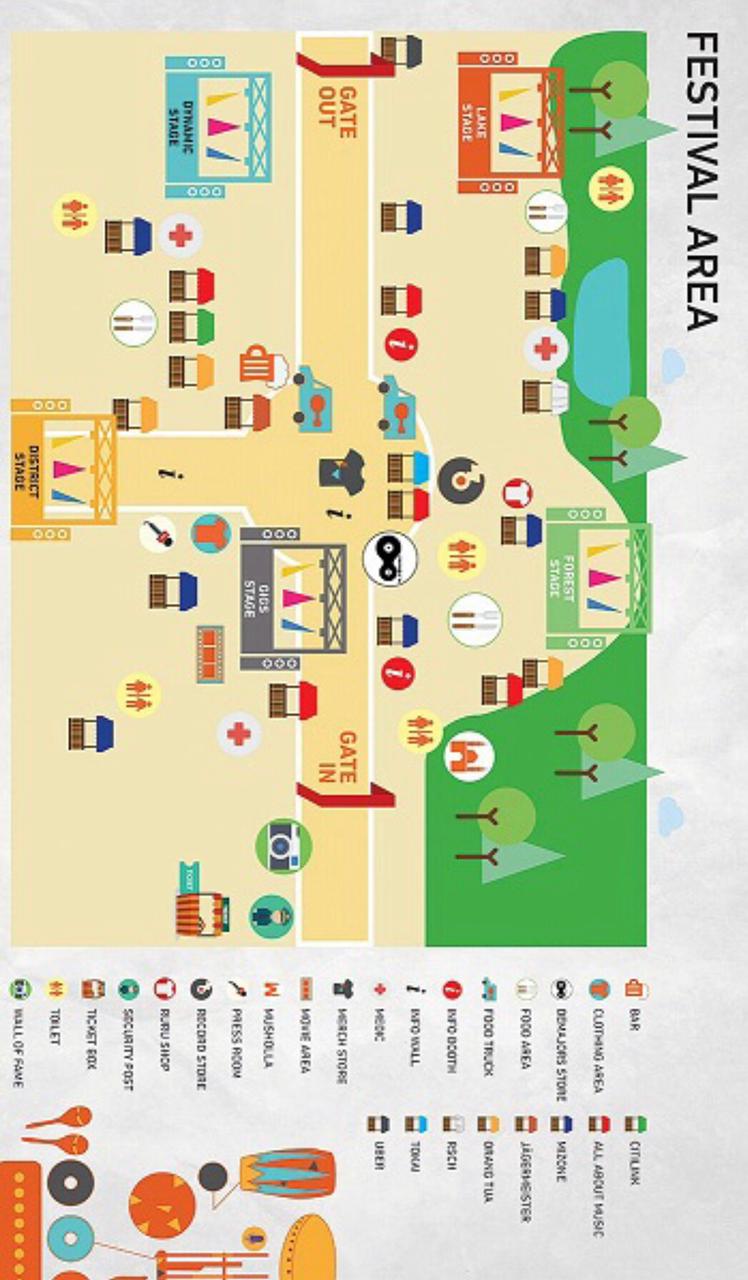 FESTIVAL AREA
LAKE
STAGE
FOREST
STAGE
GATE
OUT
GATE
IN
GIGS
STAGE
DYNAMIC
STAGE
DISTRICT
STAGE
BAR
CLOTHING AREA
DEMAJORS STORE
FOOD AREA
FOOD TRUCK
INFO BOOTH
INFO WALL
MEDIC
MERCH STORE
MOVIE AREA
MUSHOLLA
PRESS ROOM
RECORD STORE
RURU SHOP
SECURITY POST
TICKET BOX
TOILET
WALL OF FAME
CITILINK
ALL ABOUT MUSIC
MIZONE
JÄGERMEISTER
ORANG TUA
RSCH
TOKAI
UBER